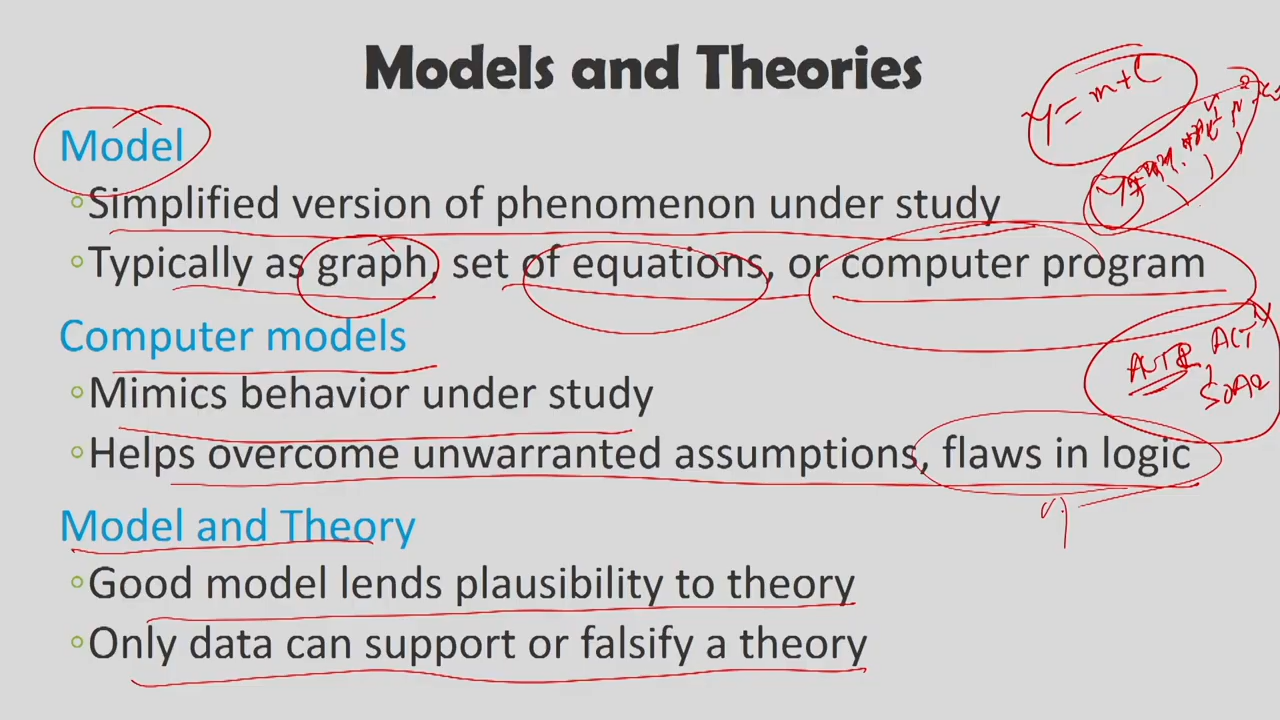 Models and Theories
Y = m+C
Model
Simplified version of phenomenon under study
Typically as graph, set of equations, or computer program
Computer models
ACT
SOAR
Mimics behavior under study
Helps overcome unwarranted assumptions, flaws in logic
Model and Theory
Good model lends plausibility to theory
Only data can support or falsify a theory